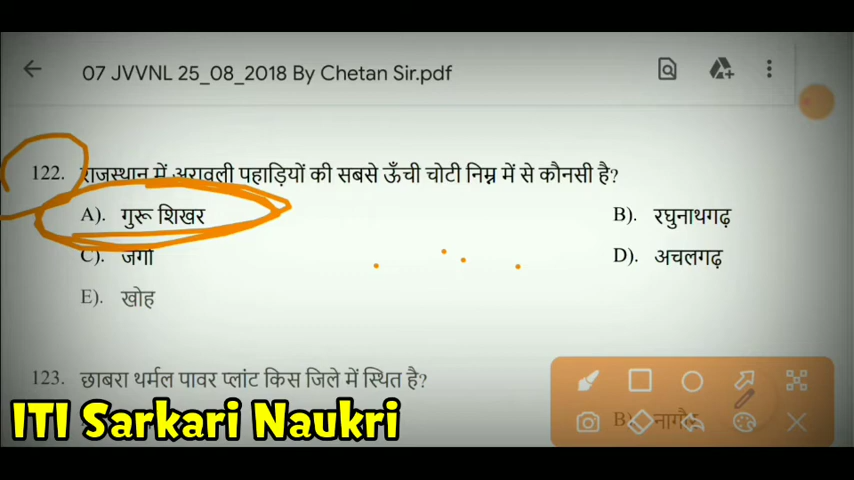 07 JVVNL 25_08_2018 By Chetan Sir.pdf
122. राजस्थान में अरावली पहाड़ियों की सबसे ऊँची चोटी निम्न में से कौनसी है?
A). गुरू शिखर
B). रघुनाथगढ़
C). जर्गा
D). अचलगढ़
E). खोह
123. छाबरा थर्मल पावर प्लांट किस जिले में स्थित है?
B). नागौर
ITI Sarkari Naukri